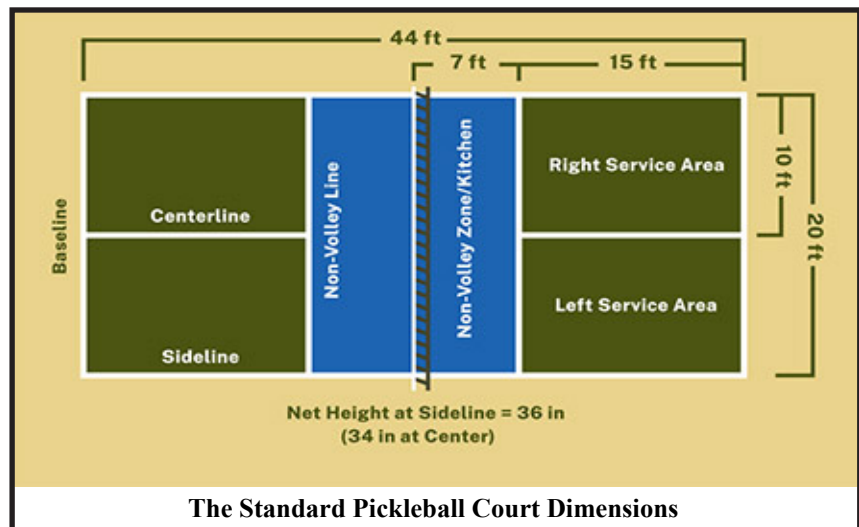 44 ft
7 ft
15 ft
Baseline
Centerline
Sideline
Non-Volley Line
Non-Volley Zone/Kitchen
Right Service Area
Left Service Area
10 ft
20 ft
Net Height at Sideline = 36 in
(34 in at Center)
The Standard Pickleball Court Dimensions